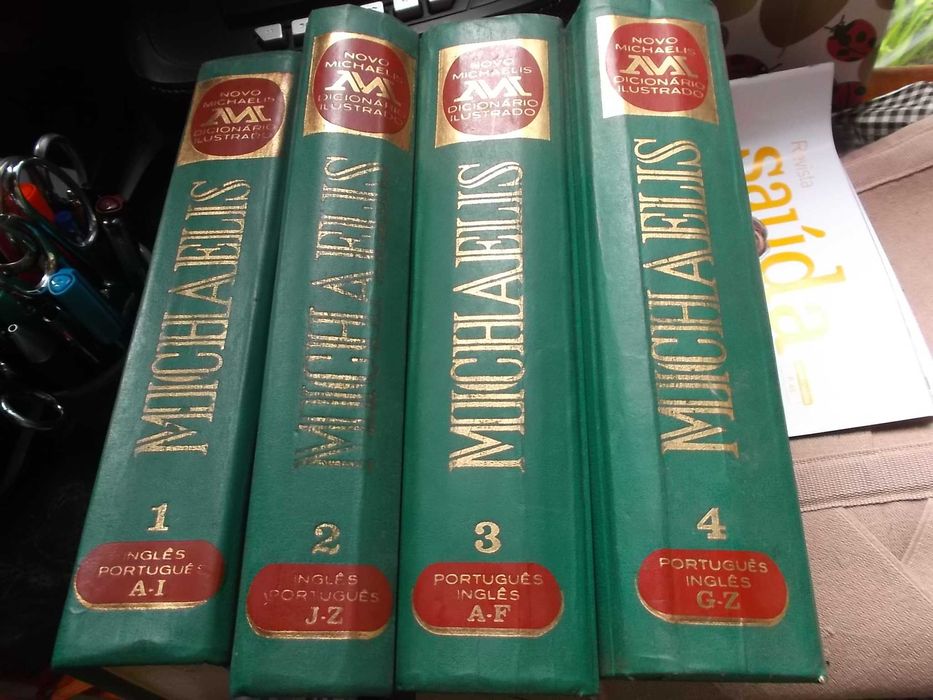 NOVO
MICHAELIS
DICIONÁRIO
ILUSTRADO
MICHAELIS
1
INGLÊS
PORTUGUÊS
A-I
NOVO
MICHAELIS
DICIONÁRIO
ILUSTRADO
MICHAELIS
2
INGLÊS
PORTUGUÊS
J-Z
NOVO
MICHAELIS
DICIONÁRIO
ILUSTRADO
MICHAELIS
3
PORTUGUÊS
INGLÊS
A-F
NOVO
MICHAELIS
DICIONÁRIO
ILUSTRADO
MICHAELIS
4
PORTUGUÊS
INGLÊS
G-Z
Revista
saída